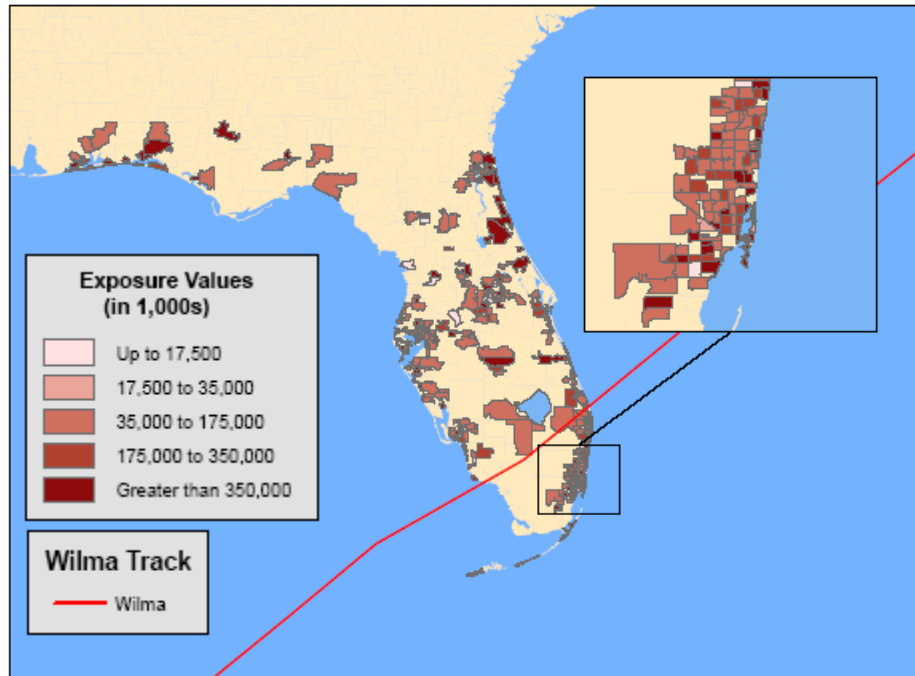 Exposure Values
(in 1,000s)
Up to 17,500
17,500 to 35,000
35,000 to 175,000
175,000 to 350,000
Greater than 350,000
Wilma Track
Wilma